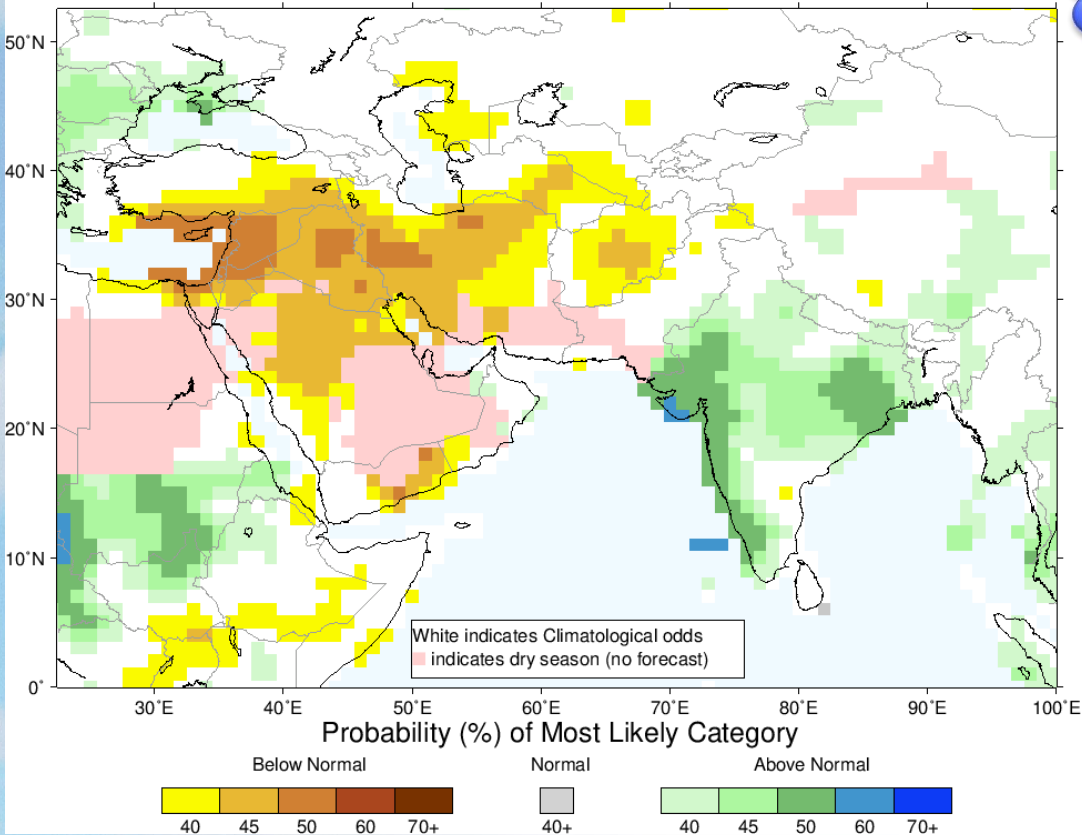 50°N
40°N
30°N
20°N
10°N
0°
White indicates Climatological odds
indicates dry season (no forecast)
30°E 40°E 50°E 60°E 70°E 80°E 90°E 100°E
Probability (%) of Most Likely Category
Below Normal Normal Above Normal
40 45 50 60 70+ 40+ 40 45 50 60 70+